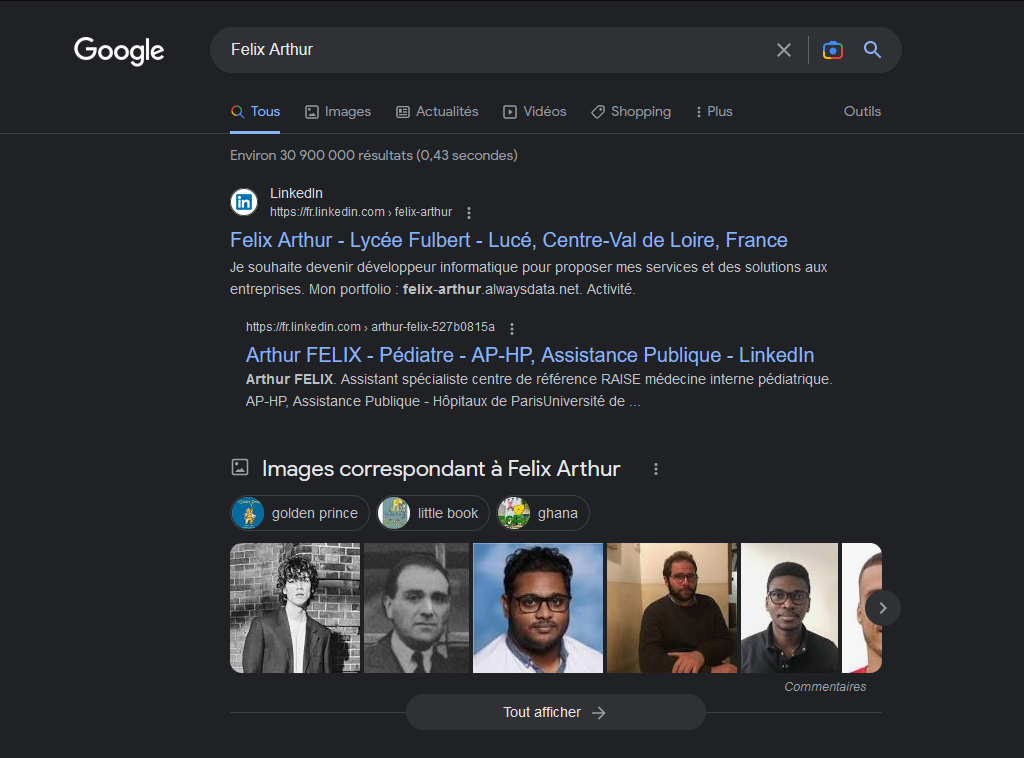 Google
Felix Arthur
Tous Images Actualités Vidéos Shopping Plus Outils
Environ 30 900 000 résultats (0,43 secondes)
LinkedIn
https://fr.linkedin.com › felix-arthur
Felix Arthur - Lycée Fulbert - Lucé, Centre-Val de Loire, France
Je souhaite devenir développeur informatique pour proposer mes services et des solutions aux
entreprises. Mon portfolio : felix-arthur.alwaysdata.net. Activité.
https://fr.linkedin.com › arthur-felix-527b0815a
Arthur FELIX - Pédiatre - AP-HP, Assistance Publique - LinkedIn
Arthur FELIX. Assistant spécialiste centre de référence RAISE médecine interne pédiatrique.
AP-HP, Assistance Publique - Hôpitaux de ParisUniversité de ...
Images correspondant à Felix Arthur
golden prince little book ghana
Commentaires
Tout afficher